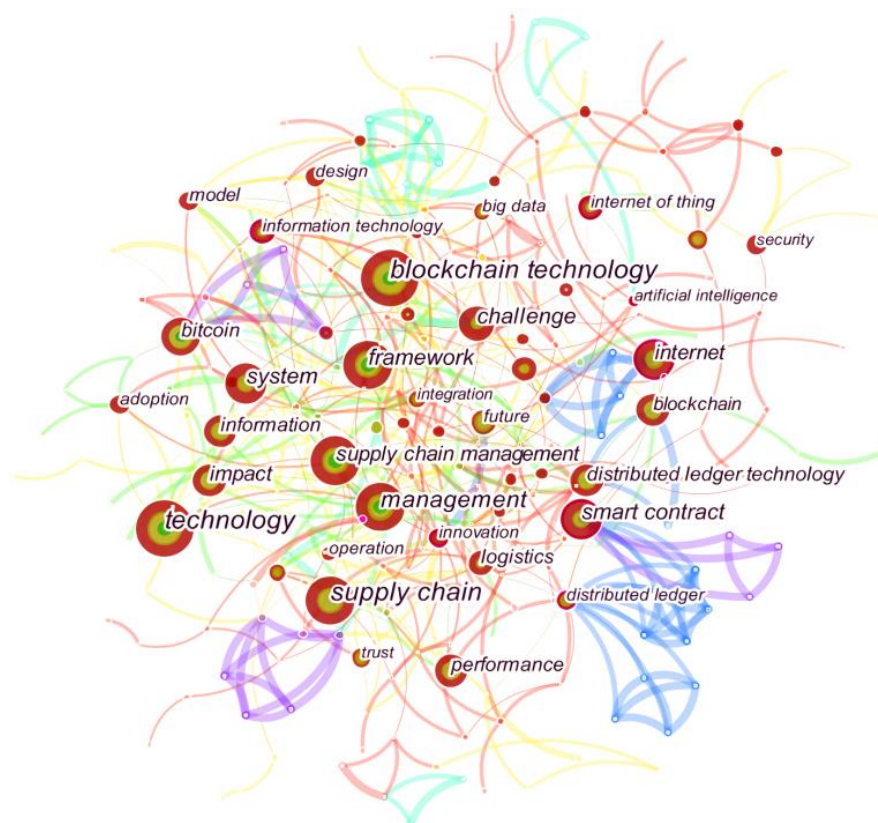 design
model
big data
internet of thing
information technology
security
blockchain technology
artificial intelligence
challenge
bitcoin
internet
framework
system
integration
adoption
blockchain
future
information
supply chain management
distributed ledger technology
impact
management
smart contract
technology
innovation
operation
logistics
supply chain
distributed ledger
trust
performance